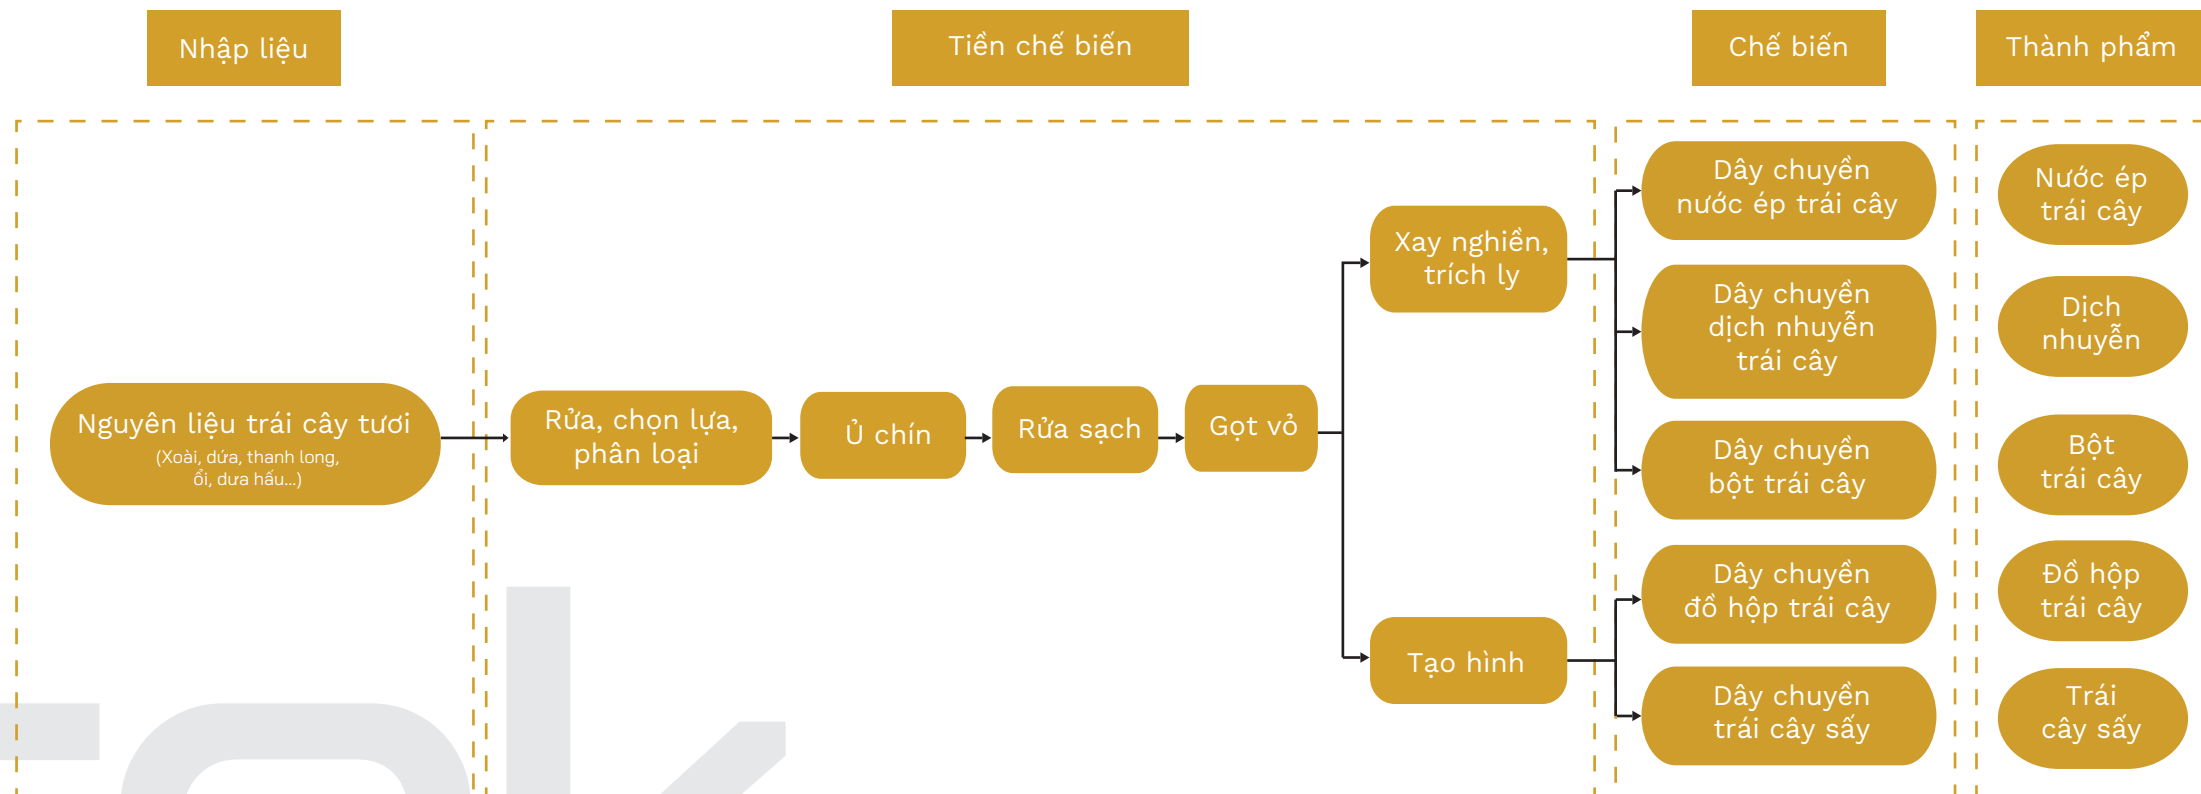 Nhập liệu
Tiền chế biến
Chế biến
Thành phẩm
Nguyên liệu trái cây tươi
(Xoài, dứa, thanh long,
ổi, dưa hấu...)
Rửa, chọn lựa,
phân loại
Ủ chín
Rửa sạch
Gọt vỏ
Xay nghiền,
trích ly
Tạo hình
Dây chuyền
nước ép trái cây
Dây chuyền
dịch nhuyễn
trái cây
Dây chuyền
bột trái cây
Dây chuyền
đồ hộp trái cây
Dây chuyền
trái cây sấy
Nước ép
trái cây
Dịch
nhuyễn
Bột
trái cây
Đồ hộp
trái cây
Trái
cây sấy